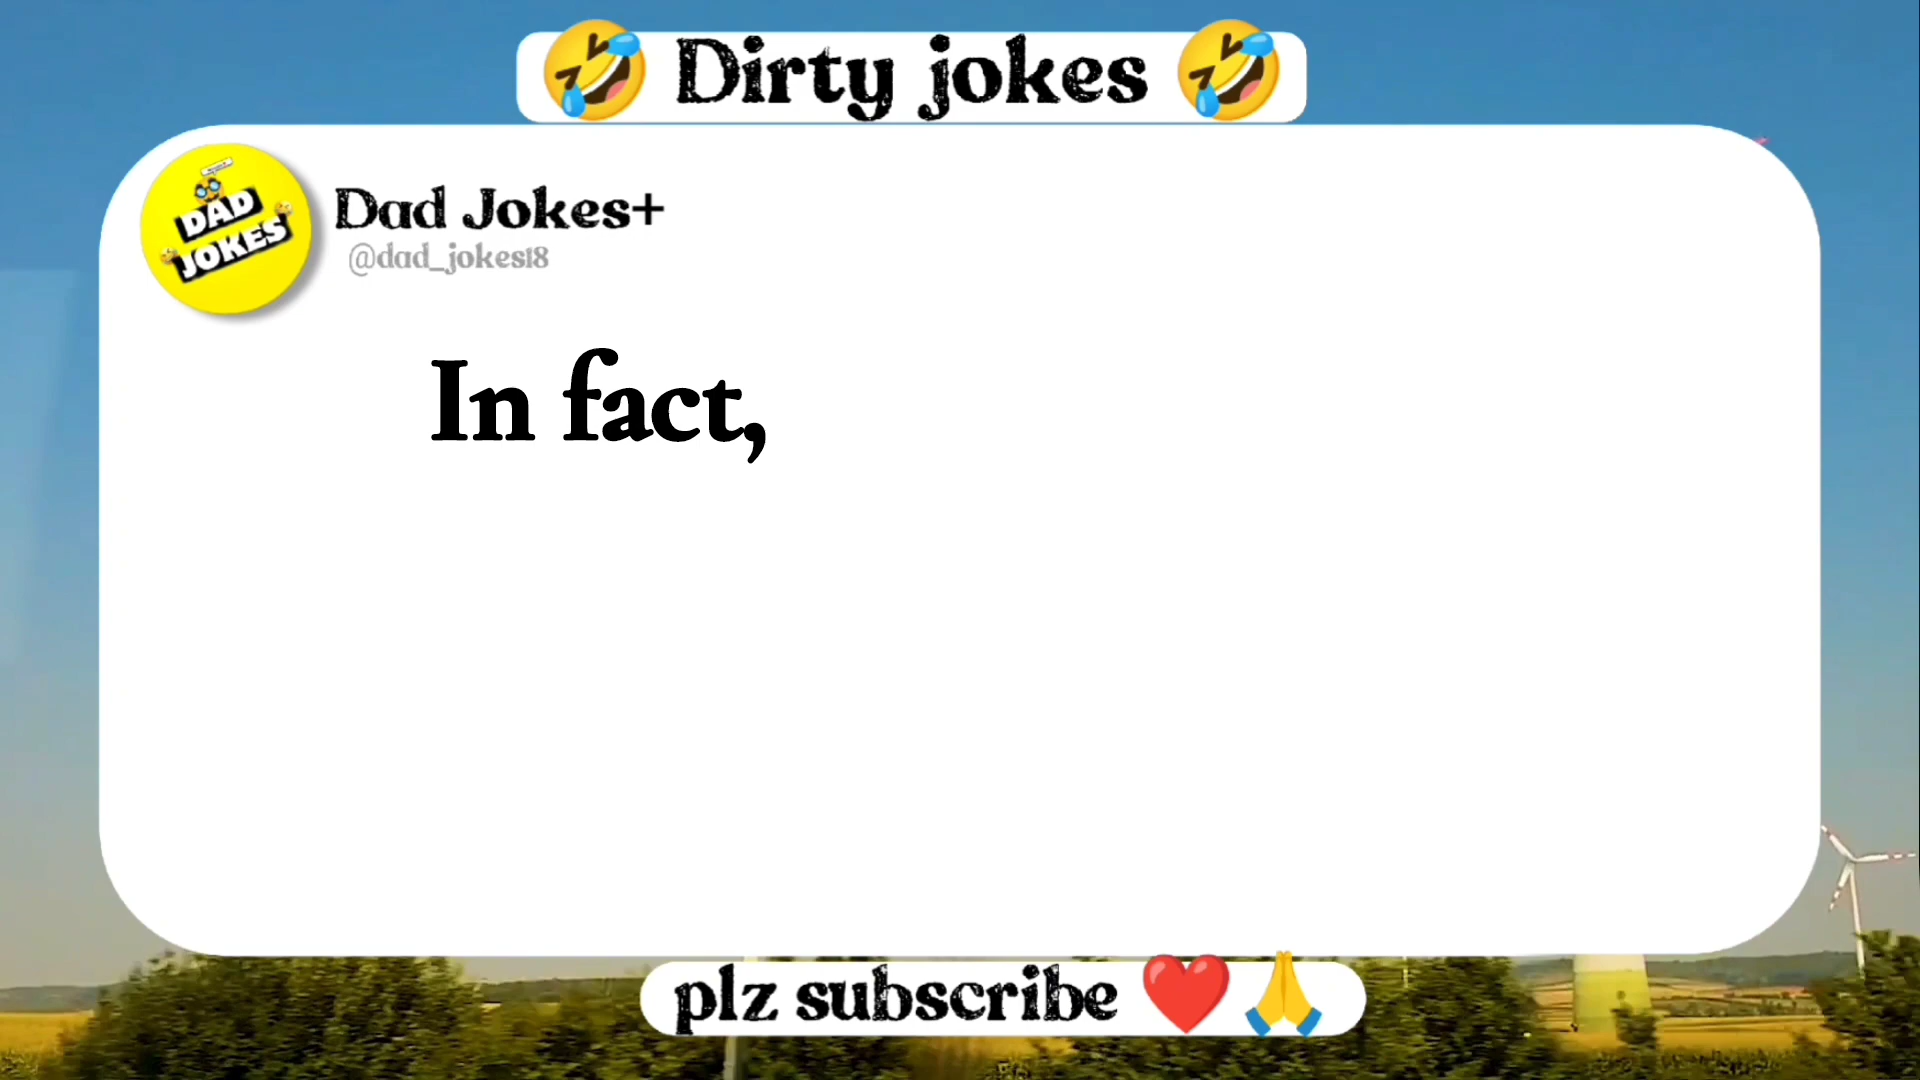 🤣 Dirty jokes 🤣
DAD
JOKES
Dad Jokes+
@dad_jokes18
In fact,
plz subscribe ❤️🙏